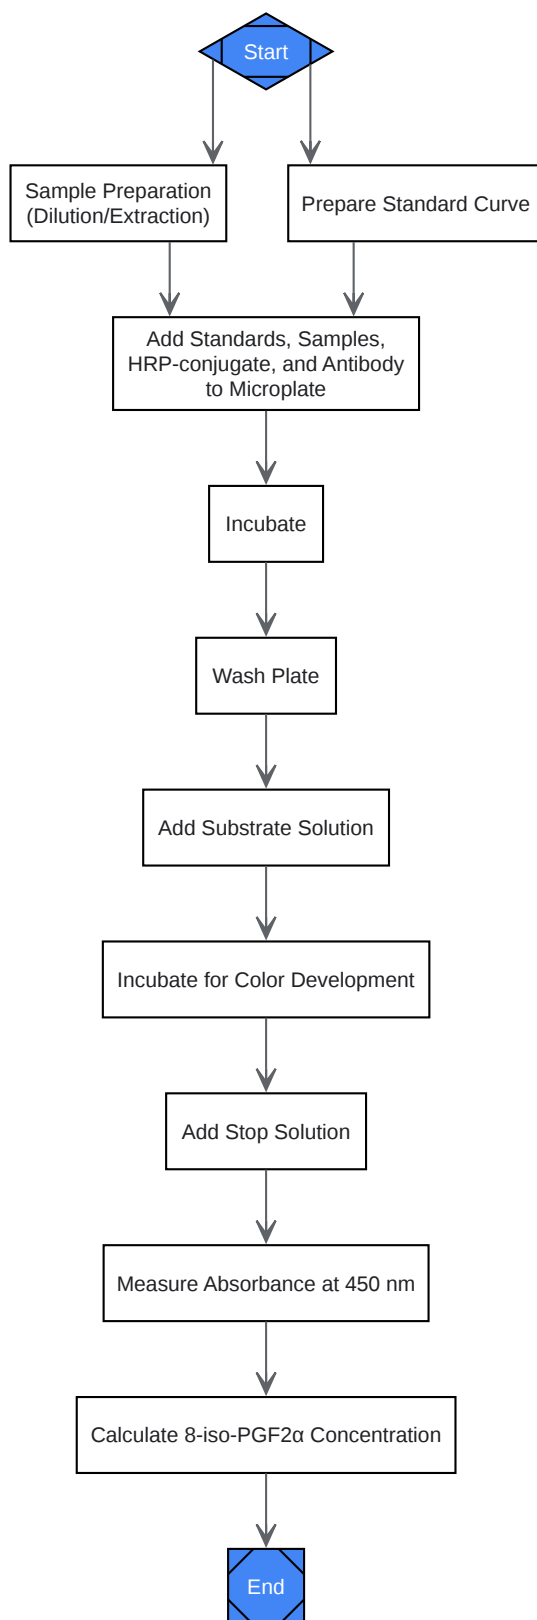 Start
Sample Preparation
(Dilution/Extraction)
Prepare Standard Curve
Add Standards, Samples,
HRP-conjugate, and Antibody
to Microplate
Incubate
Wash Plate
Add Substrate Solution
Incubate for Color Development
Add Stop Solution
Measure Absorbance at 450 nm
Calculate 8-iso-PGF2α Concentration
End